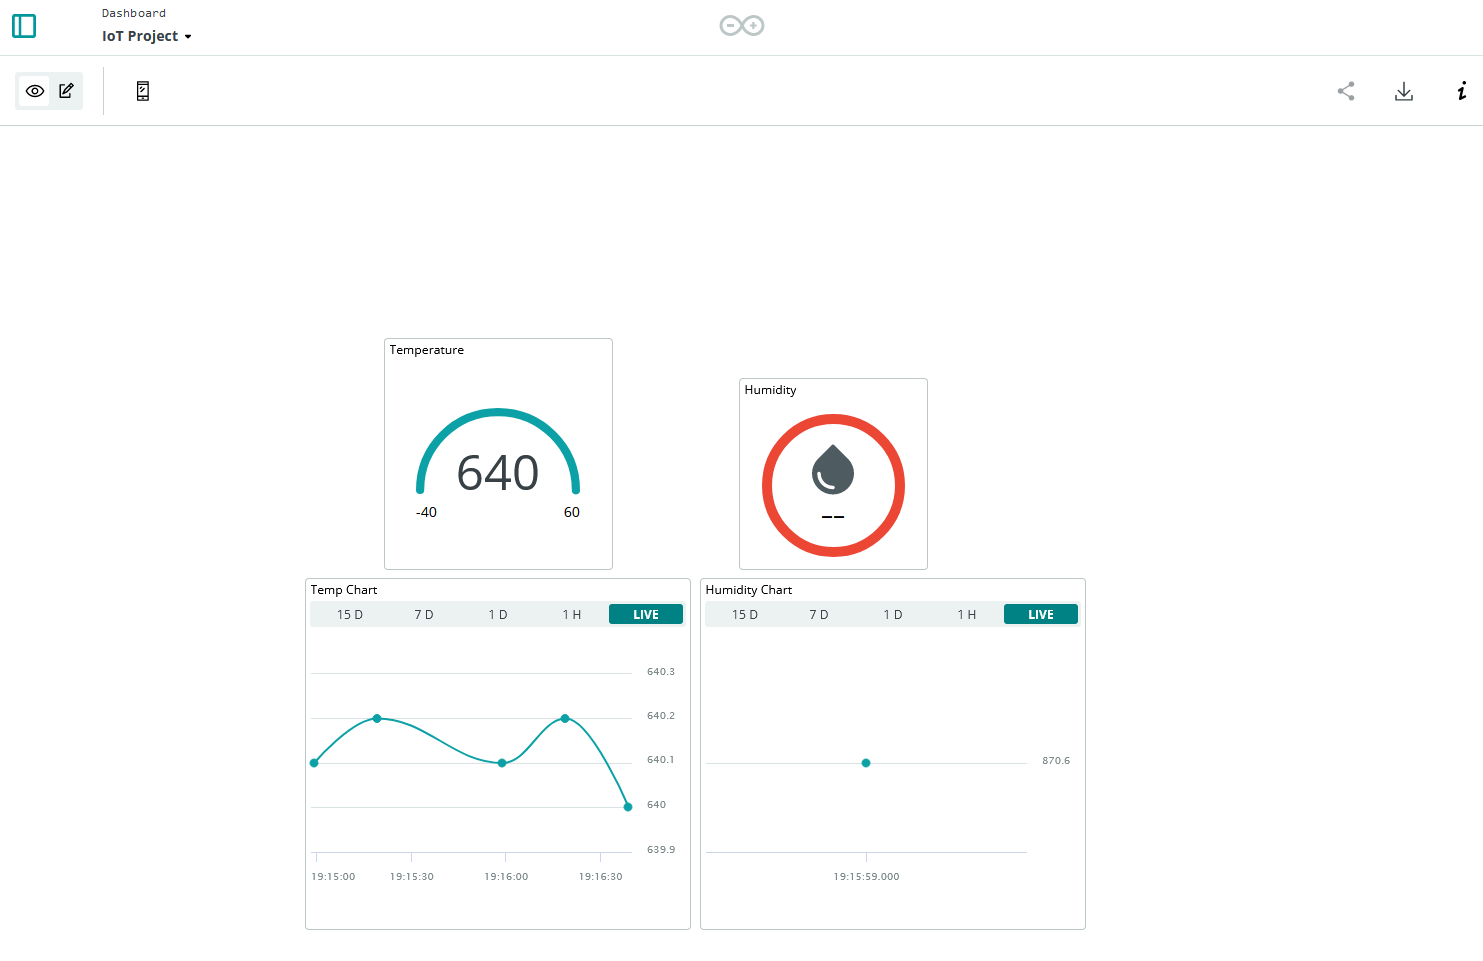 Dashboard
IoT Project
Temperature
640
-40 60
Humidity
--
Temp Chart
15 D 7 D 1 D 1 H LIVE
640.3
640.2
640.1
640
639.9
19:15:00 19:15:30 19:16:00 19:16:30
Humidity Chart
15 D 7 D 1 D 1 H LIVE
870.6
19:15:59.000